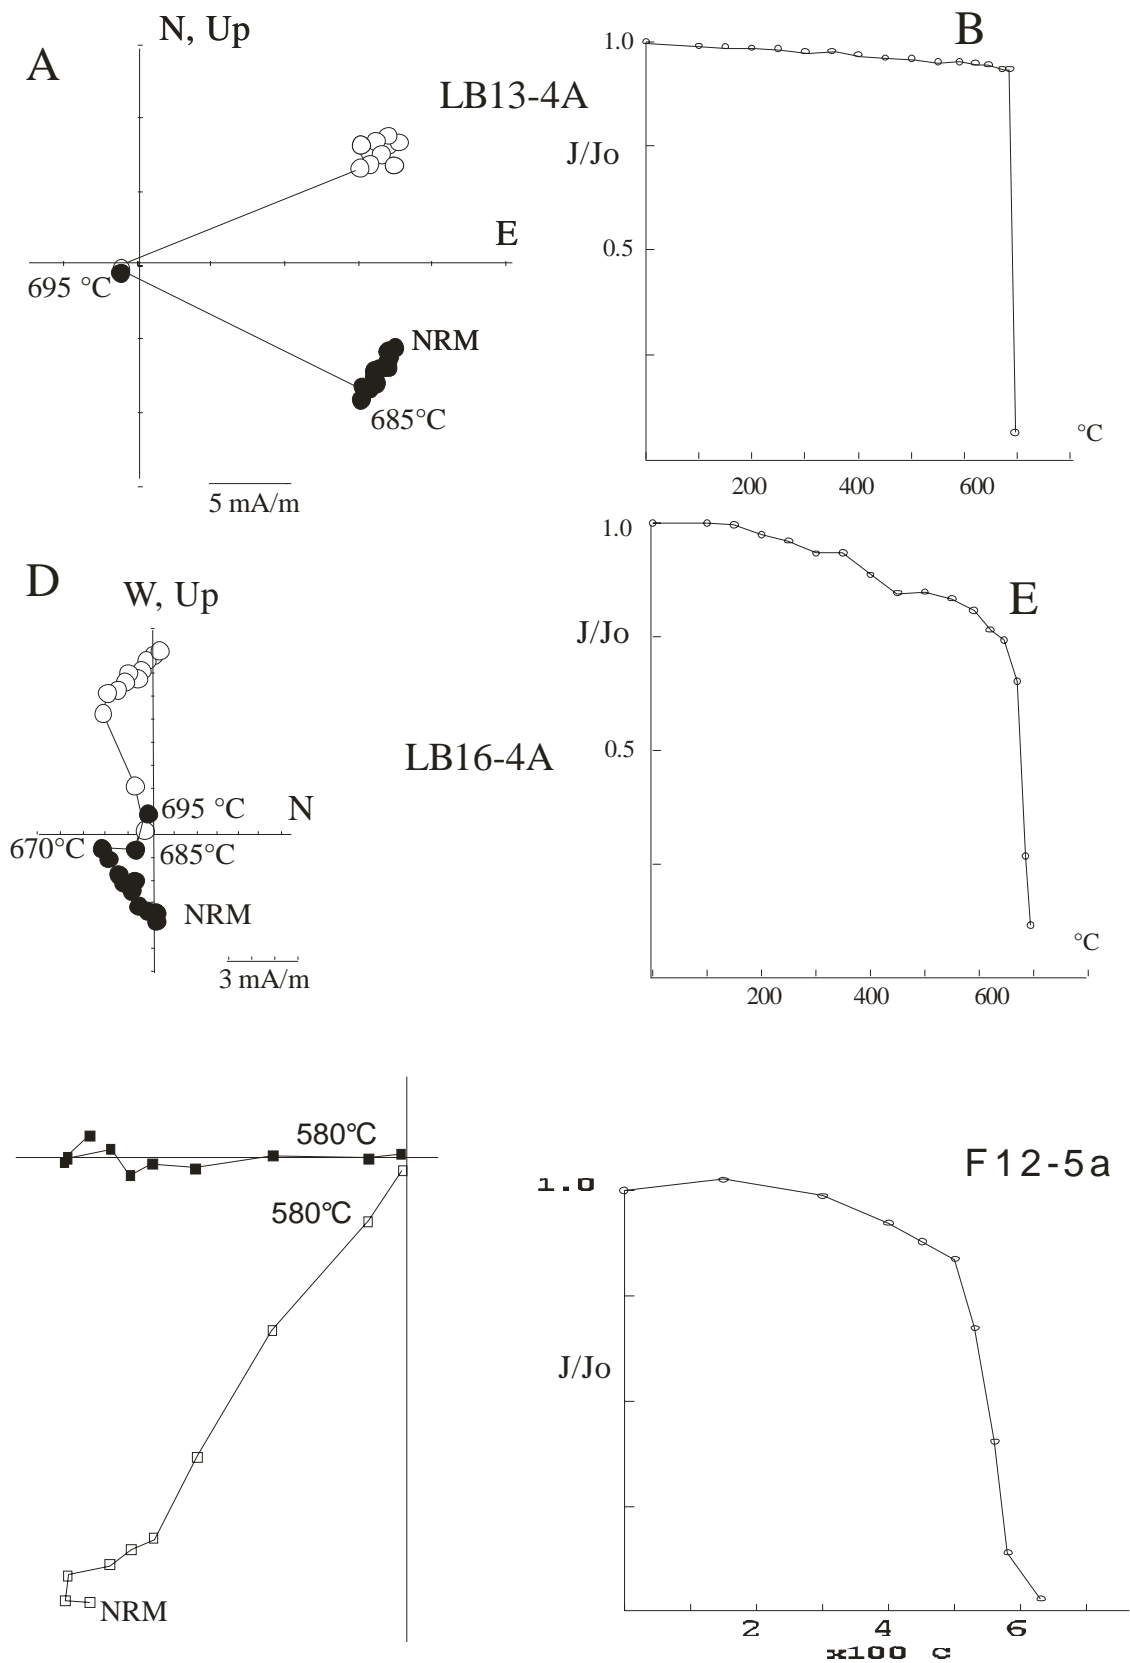 N, Up
A
LB13-4A
E
695 °C
NRM
685°C
5 mA/m
B
1.0
J/Jo
0.5
°C
200 400 600
D
W, Up
LB16-4A
N
695 °C
670°C
685°C
NRM
3 mA/m
1.0
E
J/Jo
0.5
°C
200 400 600
580°C
580°C
NRM
F12-5a
1.0
J/Jo
2 4 6
x100 C